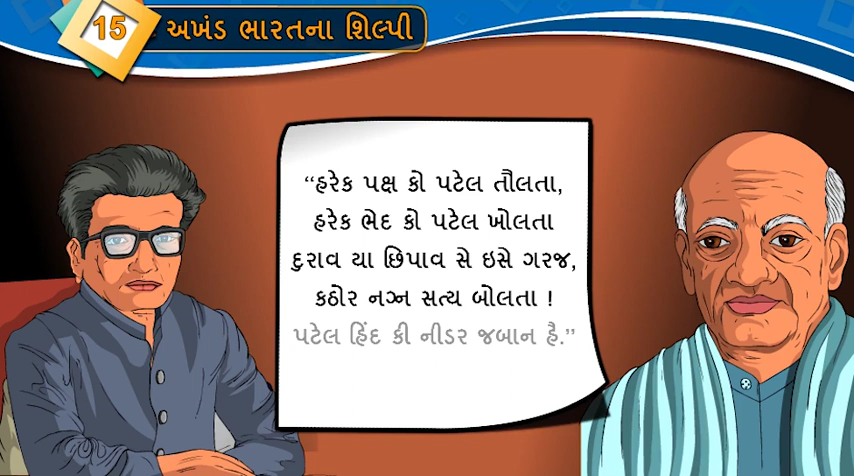 15 અખંડ ભારતના શિલ્પી
“હરેક પક્ષ કો પટેલ તૌલતા,
હરેક ભેદ કો પટેલ ખોલતા
દુરાવ યા છિપાવ સે ઇસે ગરજ,
કઠોર નગ્ન સત્ય બોલતા !
પટેલ હિંદ કી નીડર જબાન હૈ.”